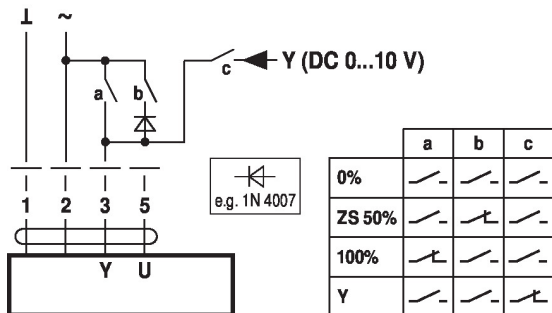 ⊥ ~
a b c Y (DC 0...10 V)
1 2 3 5
Y U
e.g. 1N 4007
a b c
0%
ZS 50%
100%
Y